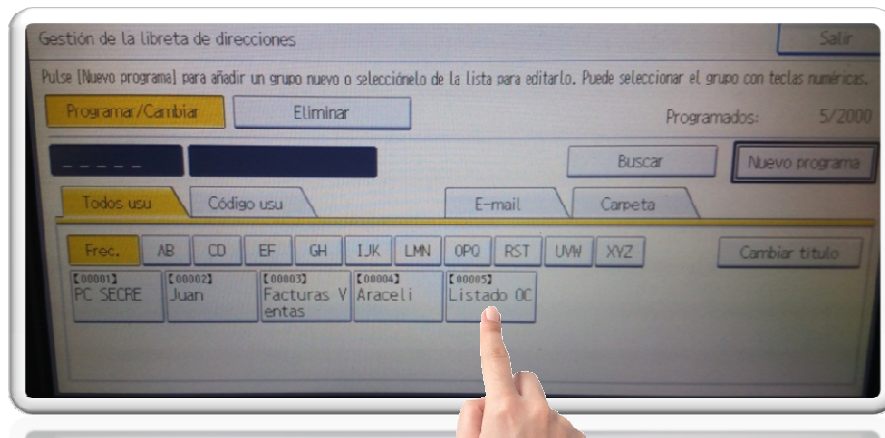 Gestión de la libreta de direcciones
Salir
Pulse [Nuevo programa] para añadir un grupo nuevo o selecciónelo de la lista para editarlo. Puede seleccionar el grupo con teclas numéricas.
Programar/Cambiar Eliminar Programados: 5/2000
_ _ _ _ _ Buscar Nuevo programa
Todos usu Código usu E-mail Carpeta
Frec. AB CD EF GH IJK LMN OPQ RST UVW XYZ Cambiar título
[00001] [00002] [00003] [00004] [00005]
PC SECRE Juan Facturas V Araceli Listado OC
entas